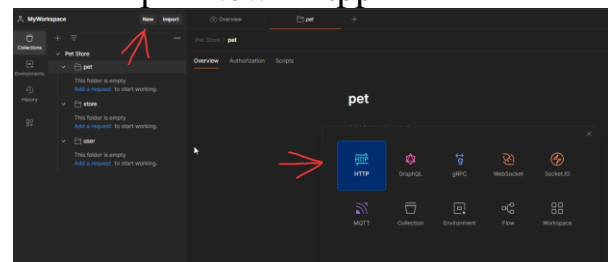 MyWorkspace
New
Import
Overview
pet
Collections
Environments
History
Pet Store
pet
This folder is empty
Add a request to start working.
store
This folder is empty
Add a request to start working.
user
This folder is empty
Add a request to start working.
Pet Store / pet
Overview
Authorization
Scripts
pet
HTTP
GraphQL
gRPC
WebSocket
Socket.IO
MQTT
Collection
Environment
Flow
Workspace